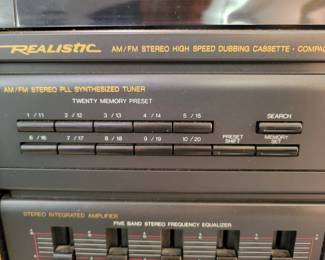 REALISTIC AM/FM STEREO HIGH SPEED DUBBING CASSETTE • COMPAC
AM/FM STEREO PLL SYNTHESIZED TUNER
TWENTY MEMORY PRESET
1 / 11 2 / 12 3 / 13 4 / 14 5 / 15 SEARCH
6 / 16 7 / 17 8 / 18 9 / 19 10 / 20 PRESET SHIFT MEMORY SET
STEREO INTEGRATED AMPLIFIER
FIVE BAND STEREO FREQUENCY EQUALIZER